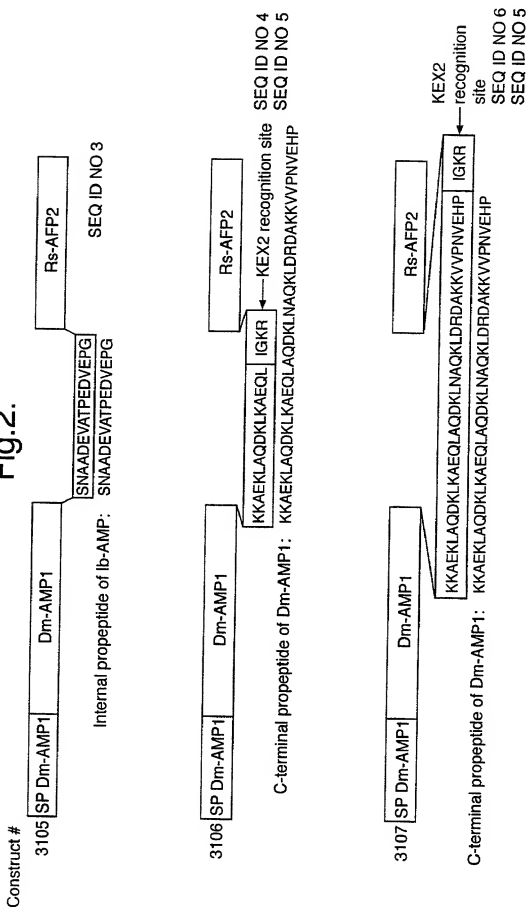 Fig.2.
Construct #
3105 SP Dm-AMP1 Dm-AMP1 Rs-AFP2
SNAADEVATPEDVEPG SEQ ID NO 3
Internal propeptide of Ib-AMP: SNAADEVATPEDVEPG
3106 SP Dm-AMP1 Dm-AMP1 Rs-AFP2
KKAEKLAQDKLKAEQL IGKR KEX2 recognition site SEQ ID NO 4
C-terminal propeptide of Dm-AMP1: KKAEKLAQDKLKAEQLAQDKLNAQKLDRDAKKVVPNVEHP SEQ ID NO 5
3107 SP Dm-AMP1 Dm-AMP1 Rs-AFP2
KEX2
recognition
site
KKAEKLAQDKLKAEQLAQDKLNAQKLDRDAKKVVPNVEHP IGKR SEQ ID NO 6
C-terminal propeptide of Dm-AMP1: KKAEKLAQDKLKAEQLAQDKLNAQKLDRDAKKVVPNVEHP SEQ ID NO 5